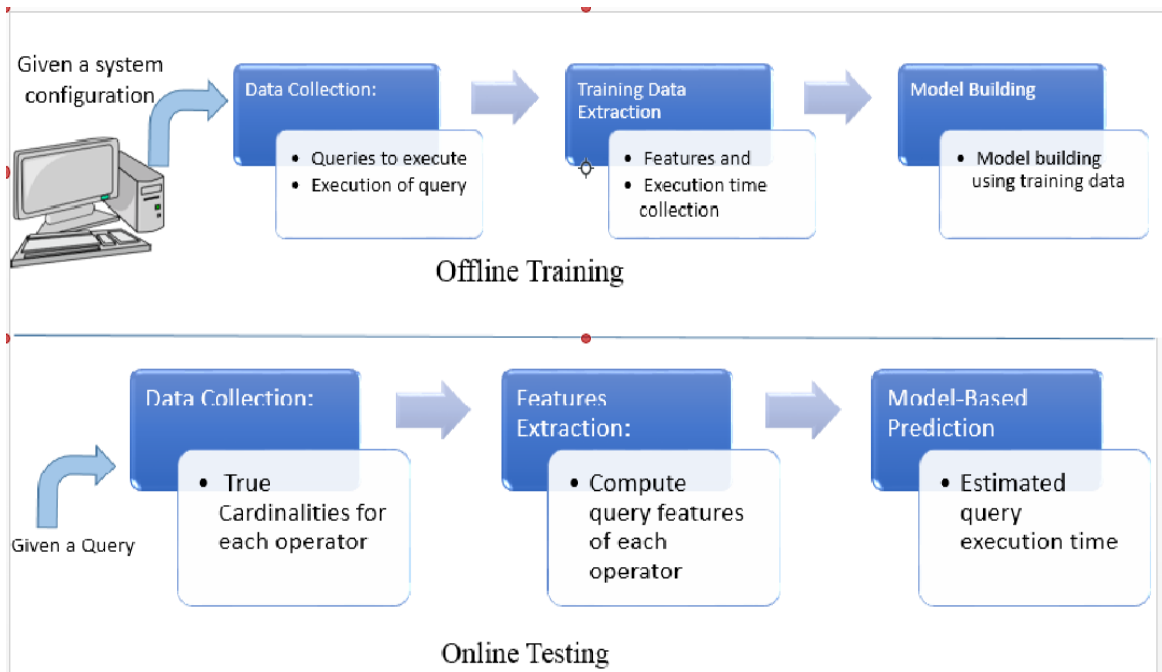 Given a system
configuration
Data Collection:
• Queries to execute
• Execution of query
Training Data
Extraction
• Features and
• Execution time
collection
Model Building
• Model building
using training data
Offline Training
Given a Query
Data Collection:
• True
Cardinalities for
each operator
Features
Extraction:
• Compute
query features
of each
operator
Model-Based
Prediction
• Estimated
query
execution time
Online Testing